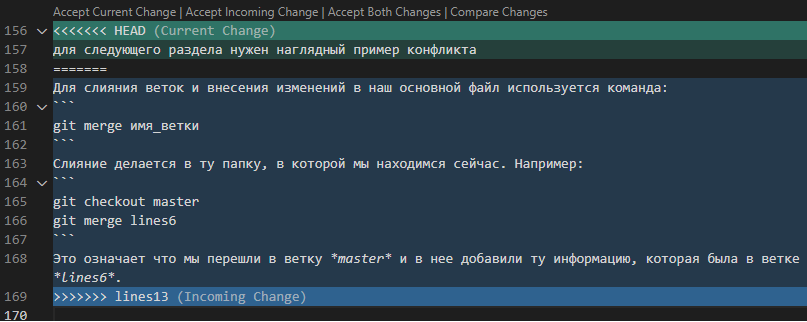 Accept Current Change | Accept Incoming Change | Accept Both Changes | Compare Changes
156 <<<<<<< HEAD (Current Change)
157 для следующего раздела нужен наглядный пример конфликта
158 =======
159 Для слияния веток и внесения изменений в наш основной файл используется команда:
160 ```
161 git merge имя_ветки
162 ```
163 Слияние делается в ту папку, в которой мы находимся сейчас. Например:
164 ```
165 git checkout master
166 git merge lines6
167 ```
168 Это означает что мы перешли в ветку *master* и в нее добавили ту информацию, которая была в ветке
*lines6*.
169 >>>>>>> lines13 (Incoming Change)
170